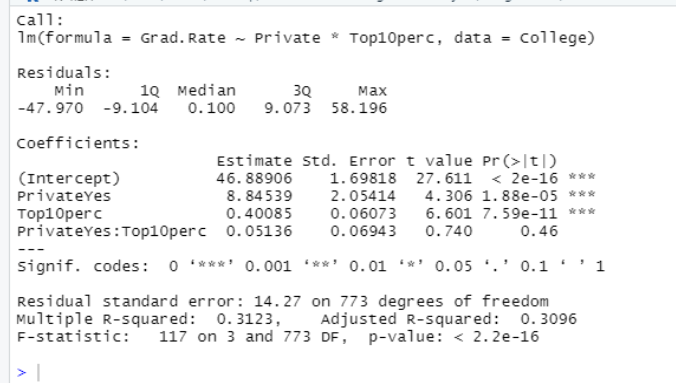 Call:
lm(formula = Grad.Rate ~ Private * Top10perc, data = College)
Residuals:
Min 1Q Median 3Q Max
-47.970 -9.104 0.100 9.073 58.196
Coefficients:
Estimate Std. Error t value Pr(>|t|)
(Intercept) 46.88906 1.69818 27.611 < 2e-16 ***
PrivateYes 8.84539 2.05414 4.306 1.88e-05 ***
Top10perc 0.40085 0.06073 6.601 7.59e-11 ***
PrivateYes:Top10perc 0.05136 0.06943 0.740 0.46
---
Signif. codes: 0 ‘***’ 0.001 ‘**’ 0.01 ‘*’ 0.05 ‘.’ 0.1 ‘ ’ 1
Residual standard error: 14.27 on 773 degrees of freedom
Multiple R-squared: 0.3123, Adjusted R-squared: 0.3096
F-statistic: 117 on 3 and 773 DF, p-value: < 2.2e-16
>